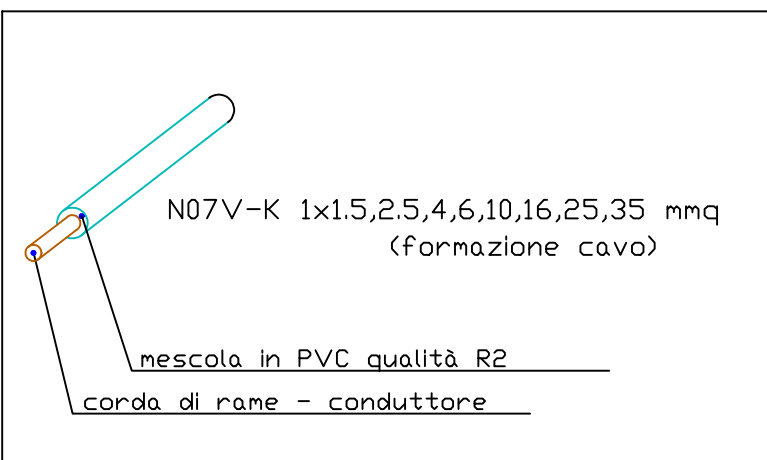 N07V-K 1x1.5,2.5,4,6,10,16,25,35 mmq
(formazione cavo)
mescola in PVC qualità R2
corda di rame - conduttore